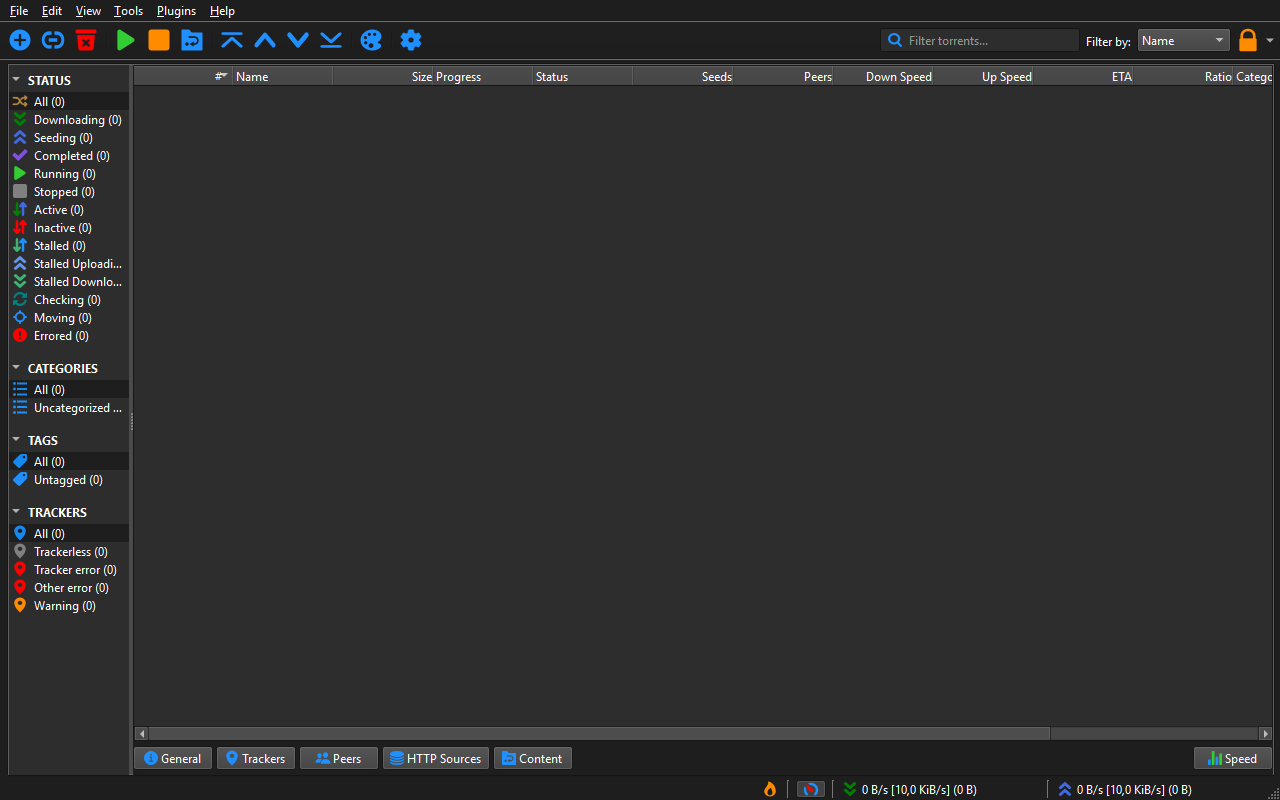 File Edit View Tools Plugins Help
Filter torrents... Filter by: Name
STATUS
All (0)
Downloading (0)
Seeding (0)
Completed (0)
Running (0)
Stopped (0)
Active (0)
Inactive (0)
Stalled (0)
Stalled Uploadi...
Stalled Downlo...
Checking (0)
Moving (0)
Errored (0)
CATEGORIES
All (0)
Uncategorized ...
TAGS
All (0)
Untagged (0)
TRACKERS
All (0)
Trackerless (0)
Tracker error (0)
Other error (0)
Warning (0)
# Name Size Progress Status Seeds Peers Down Speed Up Speed ETA Ratio Categc
General Trackers Peers HTTP Sources Content Speed
0 B/s [10,0 KiB/s] (0 B) 0 B/s [10,0 KiB/s] (0 B)